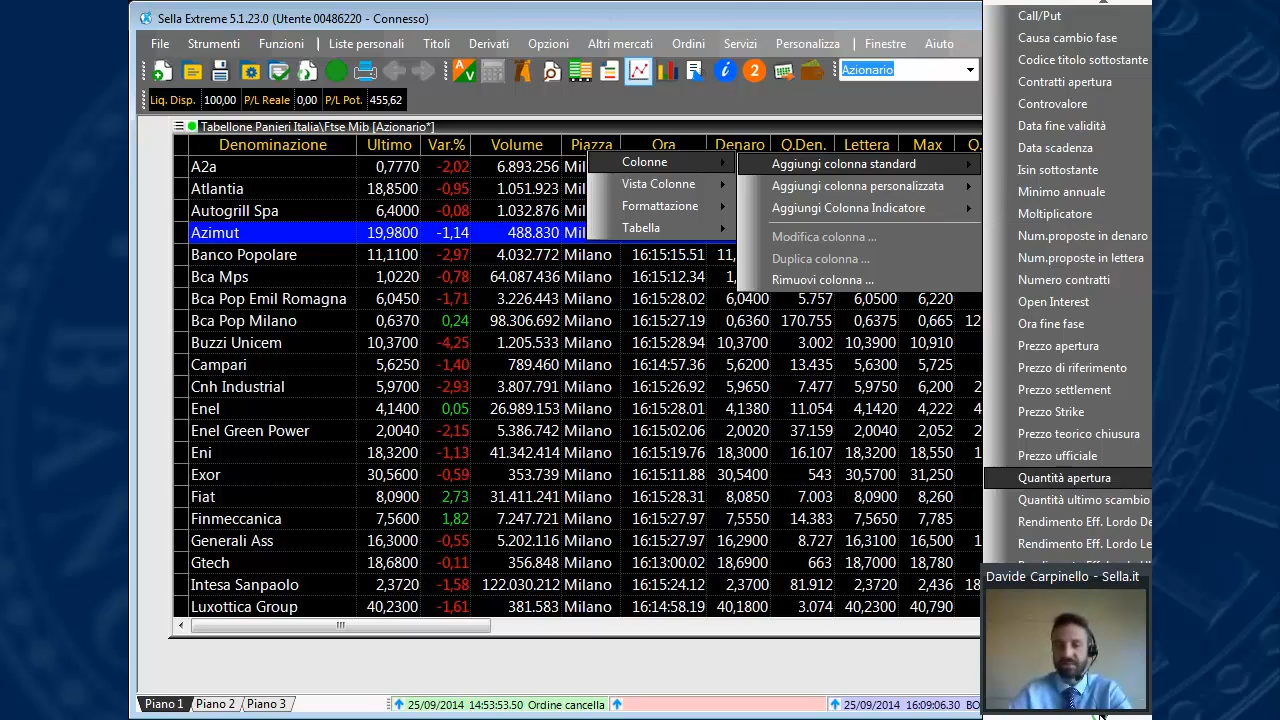 Sella Extreme 5.1.23.0 (Utente 00486220 - Connesso)
File Strumenti Funzioni Liste personali Titoli Derivati Opzioni Altri mercati Ordini Servizi Personalizza Finestre Aiuto
Azionario
Liq. Disp. 100,00 P/L Reale 0,00 P/L Pot. 455,62
Tabellone Panieri Italia\Ftse Mib [Azionario*]
Denominazione Ultimo Var.% Volume Piazza Ora Denaro Q.Den. Lettera Max Q.
A2a 0,7770 -2,02 6.893.256 Mil
Atlantia 18,8500 -0,95 1.051.923 Mil
Autogrill Spa 6,4000 -0,08 1.032.876 Mil
Azimut 19,9800 -1,14 488.830 Mil
Banco Popolare 11,1100 -2,97 4.032.772 Milano 16:15:15.51 11,
Bca Mps 1,0220 -0,78 64.087.436 Milano 16:15:12.34 1,
Bca Pop Emil Romagna 6,0450 -1,71 3.226.443 Milano 16:15:28.02 6,0400 5.757 6,0500 6,220
Bca Pop Milano 0,6370 0,24 98.306.692 Milano 16:15:27.19 0,6360 170.755 0,6375 0,665 12
Buzzi Unicem 10,3700 -4,25 1.205.533 Milano 16:15:28.94 10,3700 3.002 10,3900 10,910
Campari 5,6250 -1,40 789.460 Milano 16:14:57.36 5,6200 13.435 5,6300 5,725
Cnh Industrial 5,9700 -2,93 3.807.791 Milano 16:15:26.92 5,9650 7.477 5,9750 6,200 2
Enel 4,1400 0,05 26.989.153 Milano 16:15:28.01 4,1380 11.054 4,1420 4,222 4
Enel Green Power 2,0040 -2,15 5.386.742 Milano 16:15:02.06 2,0020 37.159 2,0040 2,052 2
Eni 18,3200 -1,13 41.342.414 Milano 16:15:19.76 18,3000 16.107 18,3200 18,550 1
Exor 30,5600 -0,59 353.739 Milano 16:15:11.88 30,5400 543 30,5700 31,250
Fiat 8,0900 2,73 31.411.241 Milano 16:15:28.31 8,0850 7.003 8,0900 8,260
Finmeccanica 7,5600 1,82 7.247.721 Milano 16:15:27.97 7,5550 14.383 7,5650 7,785
Generali Ass 16,3000 -0,55 5.202.116 Milano 16:15:27.97 16,2900 8.727 16,3100 16,500 1
Gtech 18,6800 -0,11 356.848 Milano 16:13:00.02 18,6900 663 18,7000 18,780
Intesa Sanpaolo 2,3720 -1,58 122.030.212 Milano 16:15:24.12 2,3700 81.912 2,3720 2,436 18
Luxottica Group 40,2300 -1,61 381.583 Milano 16:14:58.19 40,1800 3.074 40,2300 40,790
Colonne
Vista Colonne
Formattazione
Tabella
Aggiungi colonna standard
Aggiungi colonna personalizzata
Aggiungi Colonna Indicatore
Modifica colonna ...
Duplica colonna ...
Rimuovi colonna ...
Call/Put
Causa cambio fase
Codice titolo sottostante
Contratti apertura
Controvalore
Data fine validità
Data scadenza
Isin sottostante
Minimo annuale
Moltiplicatore
Num.proposte in denaro
Num.proposte in lettera
Numero contratti
Open Interest
Ora fine fase
Prezzo apertura
Prezzo di riferimento
Prezzo settlement
Prezzo Strike
Prezzo teorico chiusura
Prezzo ufficiale
Quantità apertura
Quantità ultimo scambio
Rendimento Eff. Lordo De
Rendimento Eff. Lordo Le
Davide Carpinello - Sella.it
Piano 1 Piano 2 Piano 3
25/09/2014 14:53:53.50 Ordine cancella
25/09/2014 16:09:06.30 BO